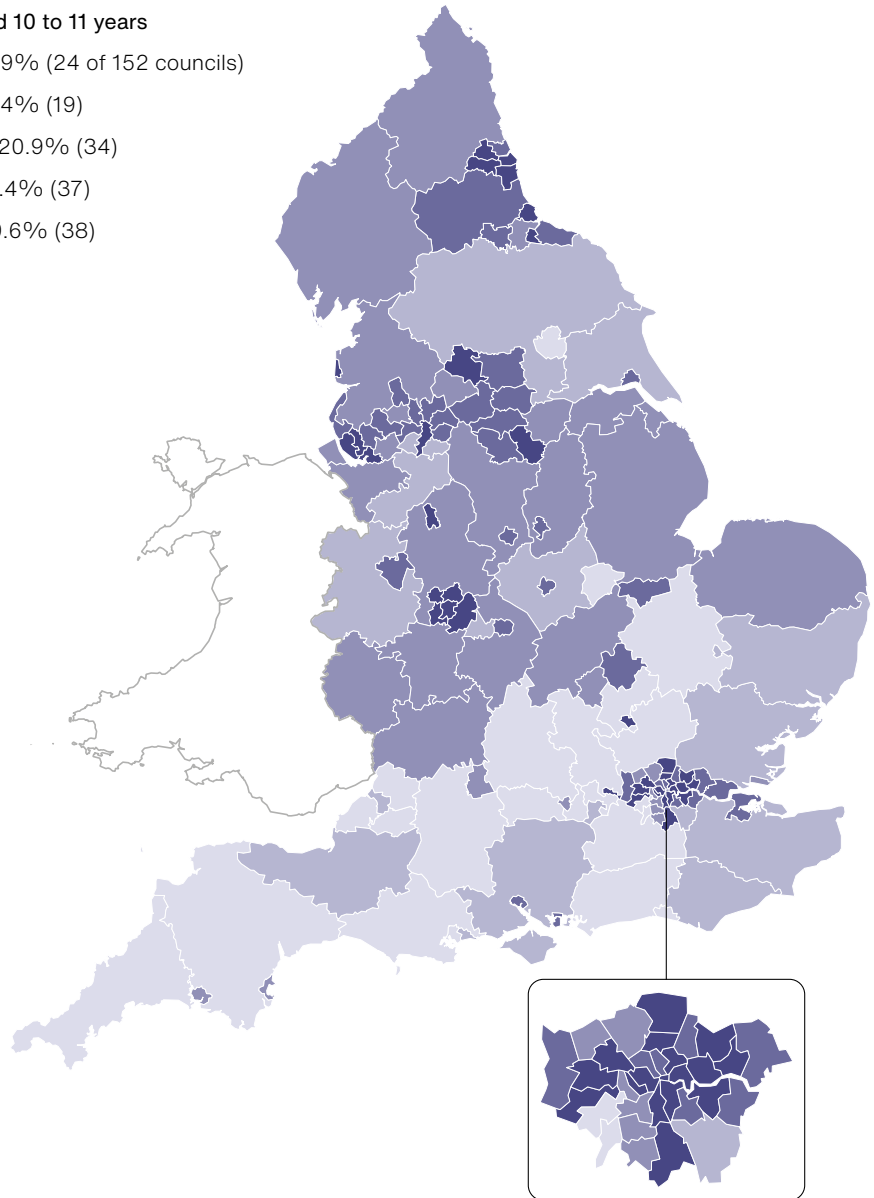 d 10 to 11 years
9% (24 of 152 councils)
4% (19)
20.9% (34)
.4% (37)
.6% (38)